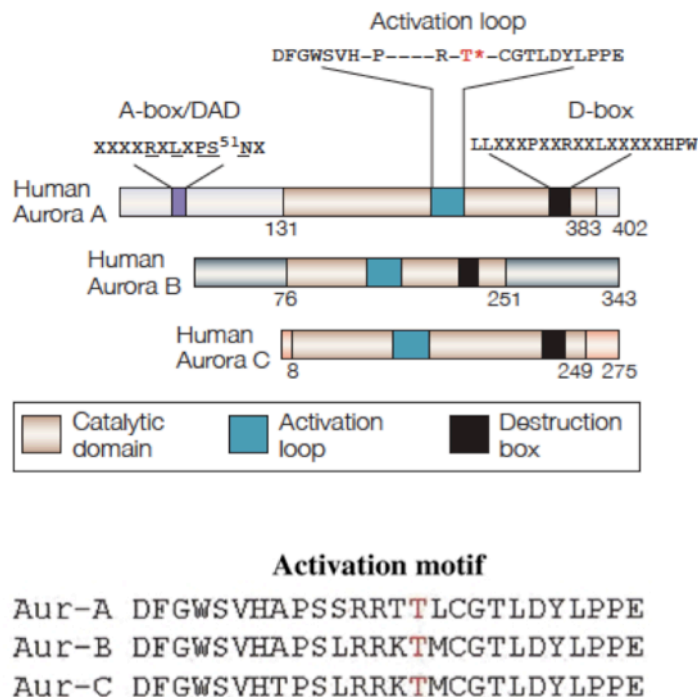 Activation loop
DFGWSVH-P----R-T*-CGTLDYLPPE
A-box/DAD
XXXXRXLXPS51NX
D-box
LLXXXPXXRXXLXXXXXHPW
Human
Aurora A
131
383 402
Human
Aurora B
76
251
343
Human
Aurora C
8
249 275
Catalytic
domain
Activation
loop
Destruction
box
Activation motif
Aur-A DFGWSVHAPSSRRTTLCGTLDYLPPE
Aur-B DFGWSVHAPSLRRKTMCGTLDYLPPE
Aur-C DFGWSVHTPSLRRKTMCGTLDYLPPE